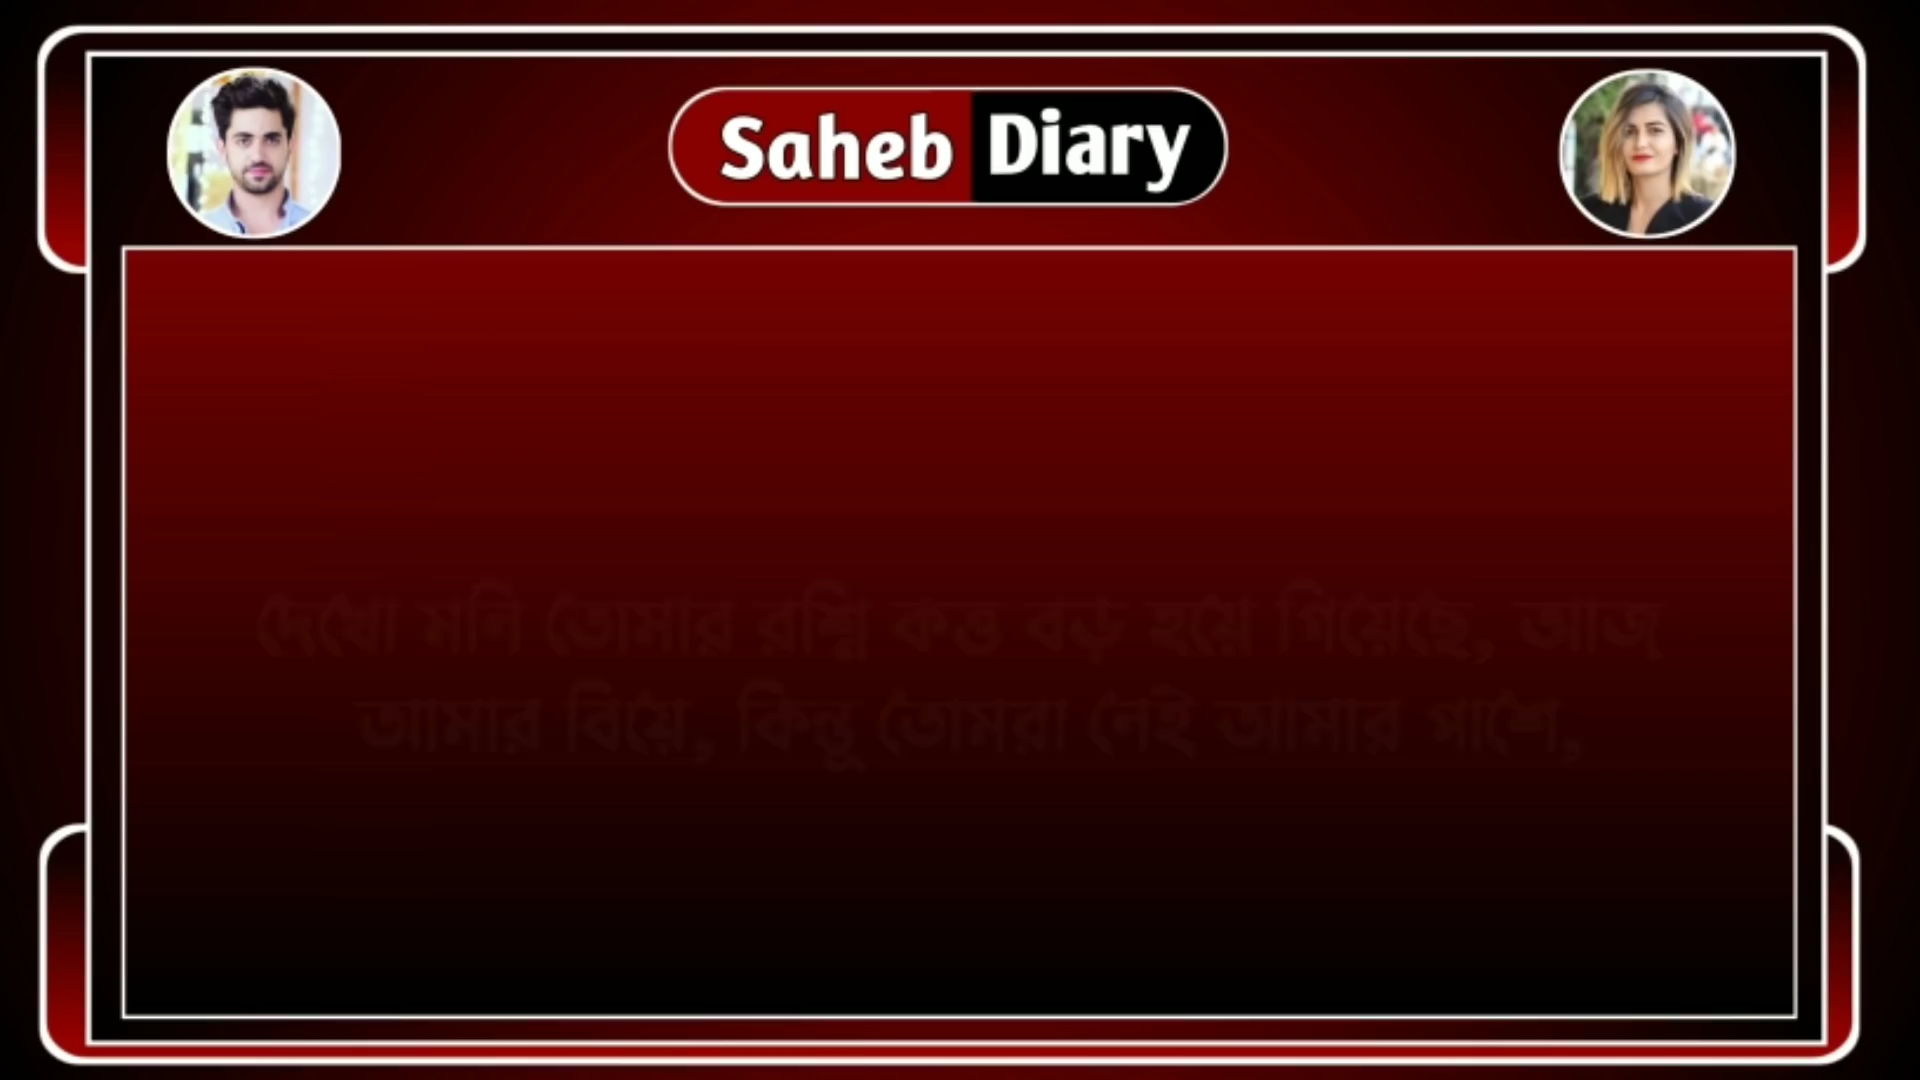 Saheb Diary
দেখো মনি তোমার রশ্মি কত্ত বড় হয়ে গিয়েছে, আজ
আমার বিয়ে, কিন্তু তোমরা নেই আমার পাশে,